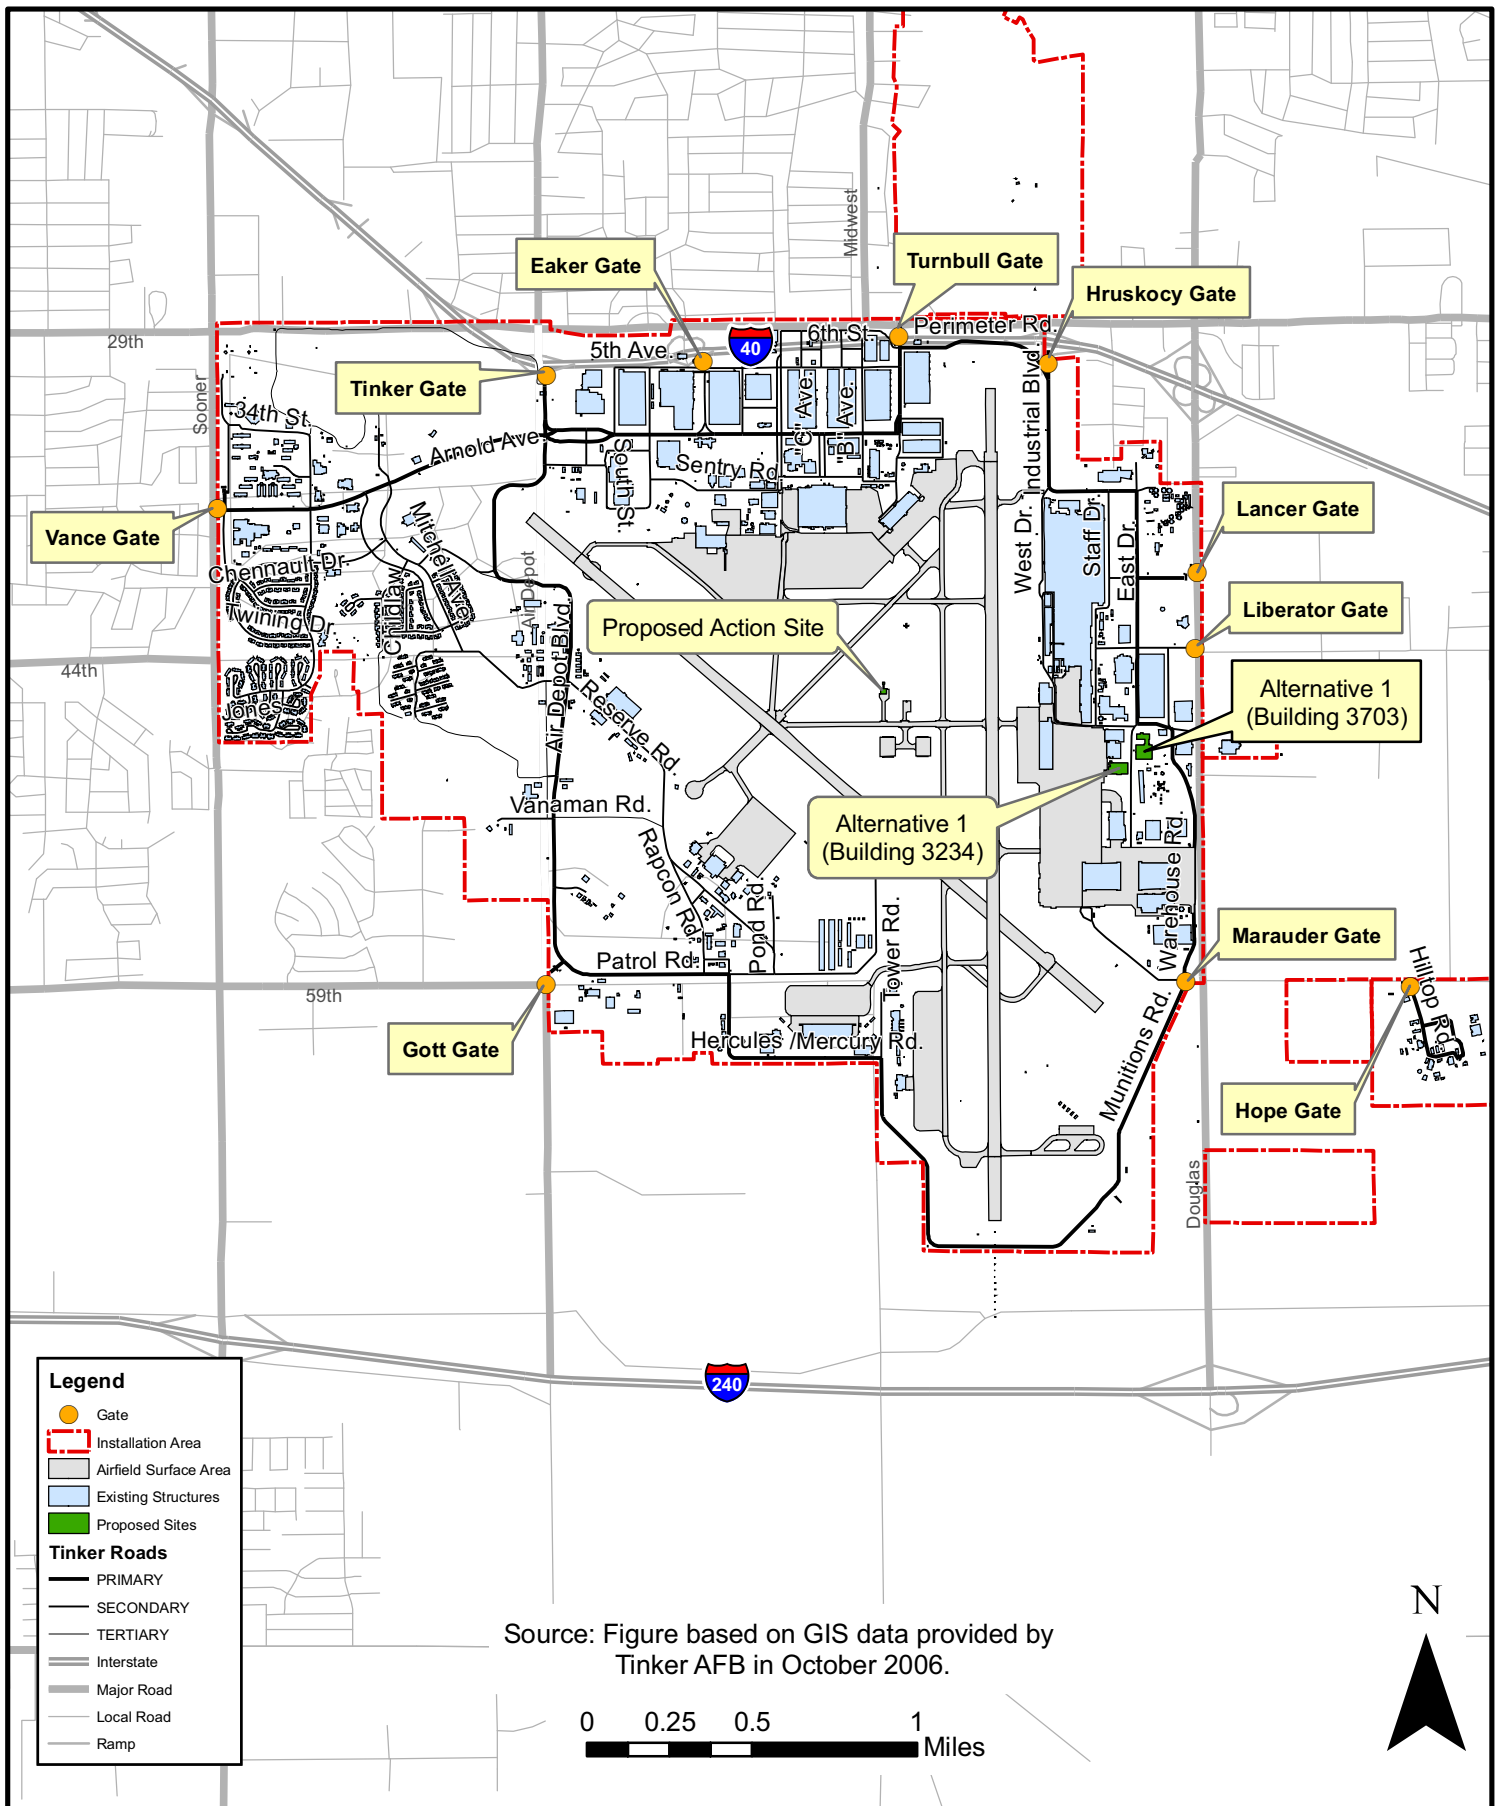 Midwest
Eaker Gate
Turnbull Gate
Hruskocy Gate
29th
40
6th St.
Perimeter Rd.
5th Ave.
Tinker Gate
Sooner
34th St.
Arnold Ave.
South St.
Sentry Rd.
"C" Ave.
"B" Ave.
Industrial Blvd.
Vance Gate
Lancer Gate
Mitchell Ave.
Chennault Dr.
Twining Dr.
Childlaw
Air Depot
West Dr.
Staff Dr.
East Dr.
Liberator Gate
Proposed Action Site
44th
Jones St.
Air Depot Blvd.
Reserve Rd.
Alternative 1
(Building 3703)
Vanaman Rd.
Alternative 1
(Building 3234)
Rapcon Rd.
Pond Rd.
Tower Rd.
Warehouse Rd.
Marauder Gate
Patrol Rd.
59th
Gott Gate
Hercules /Mercury Rd.
Munitions Rd.
Hilltop Rd.
Hope Gate
Douglas
240
Legend
Gate
Installation Area
Airfield Surface Area
Existing Structures
Proposed Sites
Tinker Roads
PRIMARY
SECONDARY
TERTIARY
Interstate
Major Road
Local Road
Ramp
Source: Figure based on GIS data provided by
Tinker AFB in October 2006.
0 0.25 0.5 1
Miles
N